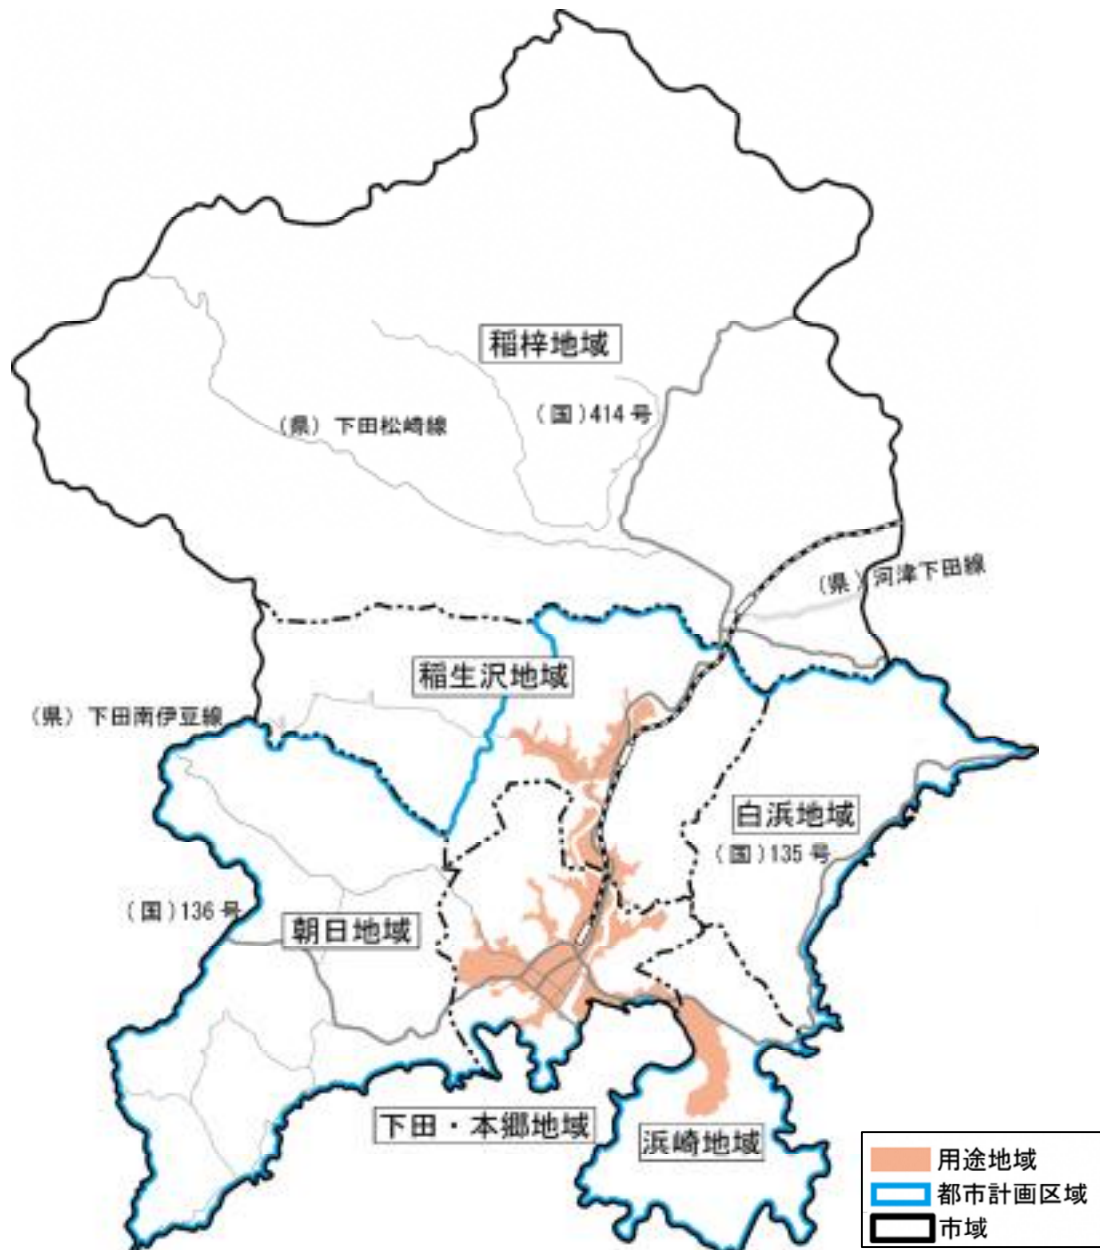 稲梓地域
(国)414号
(県)下田松崎線
(県)河津下田線
稲生沢地域
(県)下田南伊豆線
白浜地域
(国)135号
(国)136号
朝日地域
下田・本郷地域
浜崎地域
用途地域
都市計画区域
市域